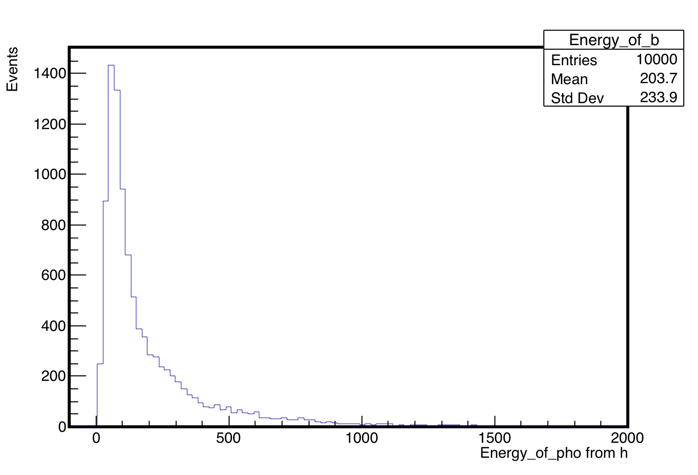 Energy_of_b
Entries 10000
Mean 203.7
Std Dev 233.9
Events
1400
1200
1000
800
600
400
200
0
0 500 1000 1500 2000
Energy_of_pho from h